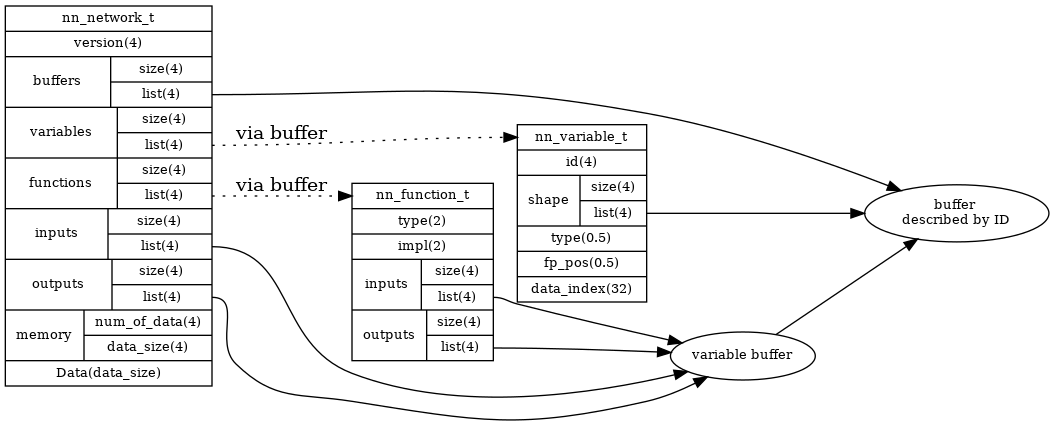 nn_network_t
version(4)
buffers
size(4)
list(4)
variables
size(4)
list(4)
functions
size(4)
list(4)
inputs
size(4)
list(4)
outputs
size(4)
list(4)
memory
num_of_data(4)
data_size(4)
Data(data_size)
via buffer
via buffer
nn_function_t
type(2)
impl(2)
inputs
size(4)
list(4)
outputs
size(4)
list(4)
nn_variable_t
id(4)
shape
size(4)
list(4)
type(0.5)
fp_pos(0.5)
data_index(32)
variable buffer
buffer
described by ID